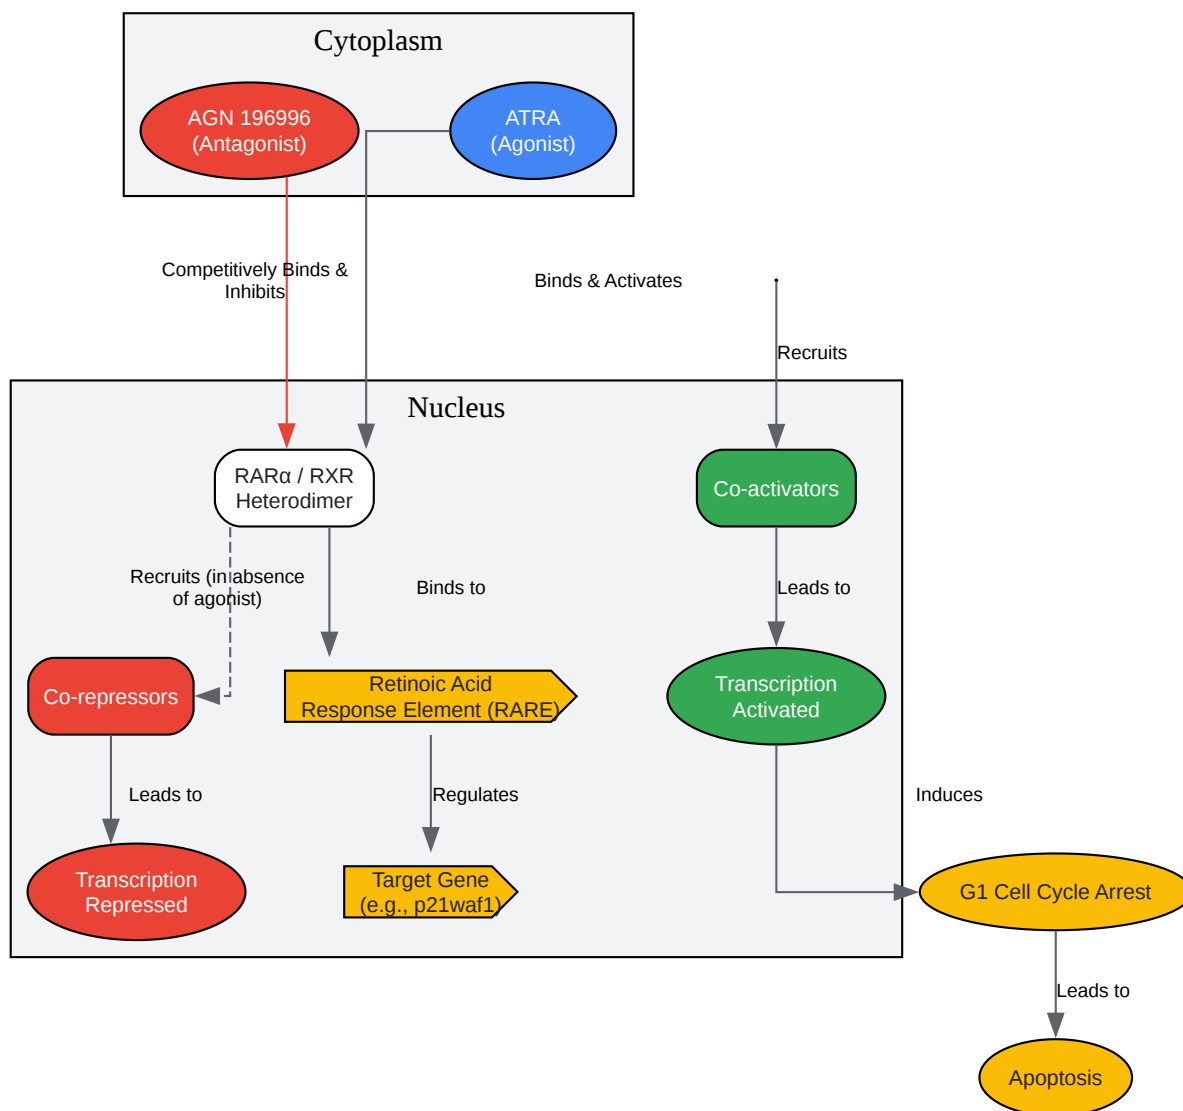 Cytoplasm
AGN 196996
(Antagonist)
ATRA
(Agonist)
Competitively Binds &
Inhibits
Binds & Activates
Recruits
Nucleus
RARα / RXR
Heterodimer
Co-activators
Recruits (in absence
of agonist)
Binds to
Leads to
Co-repressors
Retinoic Acid
Response Element (RARE)
Transcription
Activated
Leads to
Regulates
Induces
Transcription
Repressed
Target Gene
(e.g., p21waf1)
G1 Cell Cycle Arrest
Leads to
Apoptosis